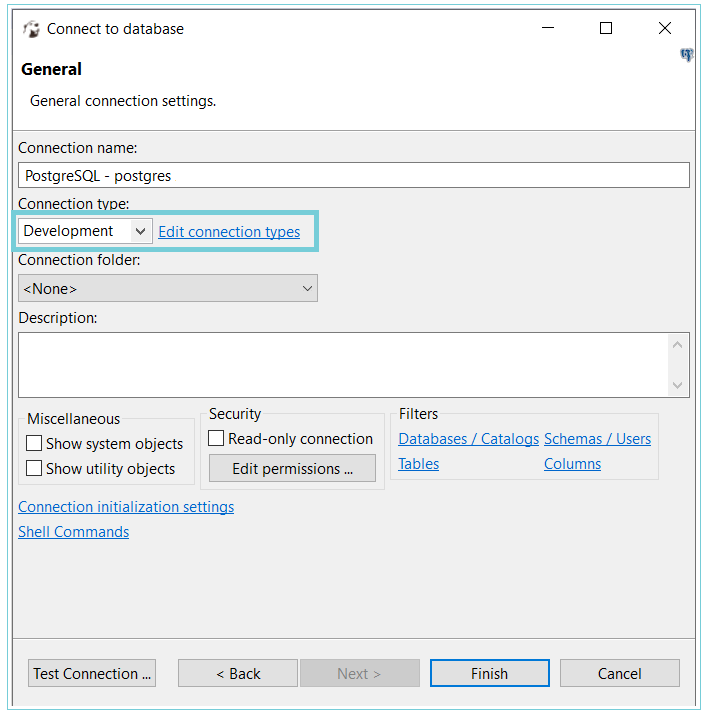 Connect to database
General
General connection settings.
Connection name:
PostgreSQL - postgres
Connection type:
Development Edit connection types
Connection folder:
<None>
Description:
Miscellaneous
Show system objects
Show utility objects
Security
Read-only connection
Edit permissions ...
Filters
Databases / Catalogs Schemas / Users
Tables Columns
Connection initialization settings
Shell Commands
Test Connection ... < Back Next > Finish Cancel